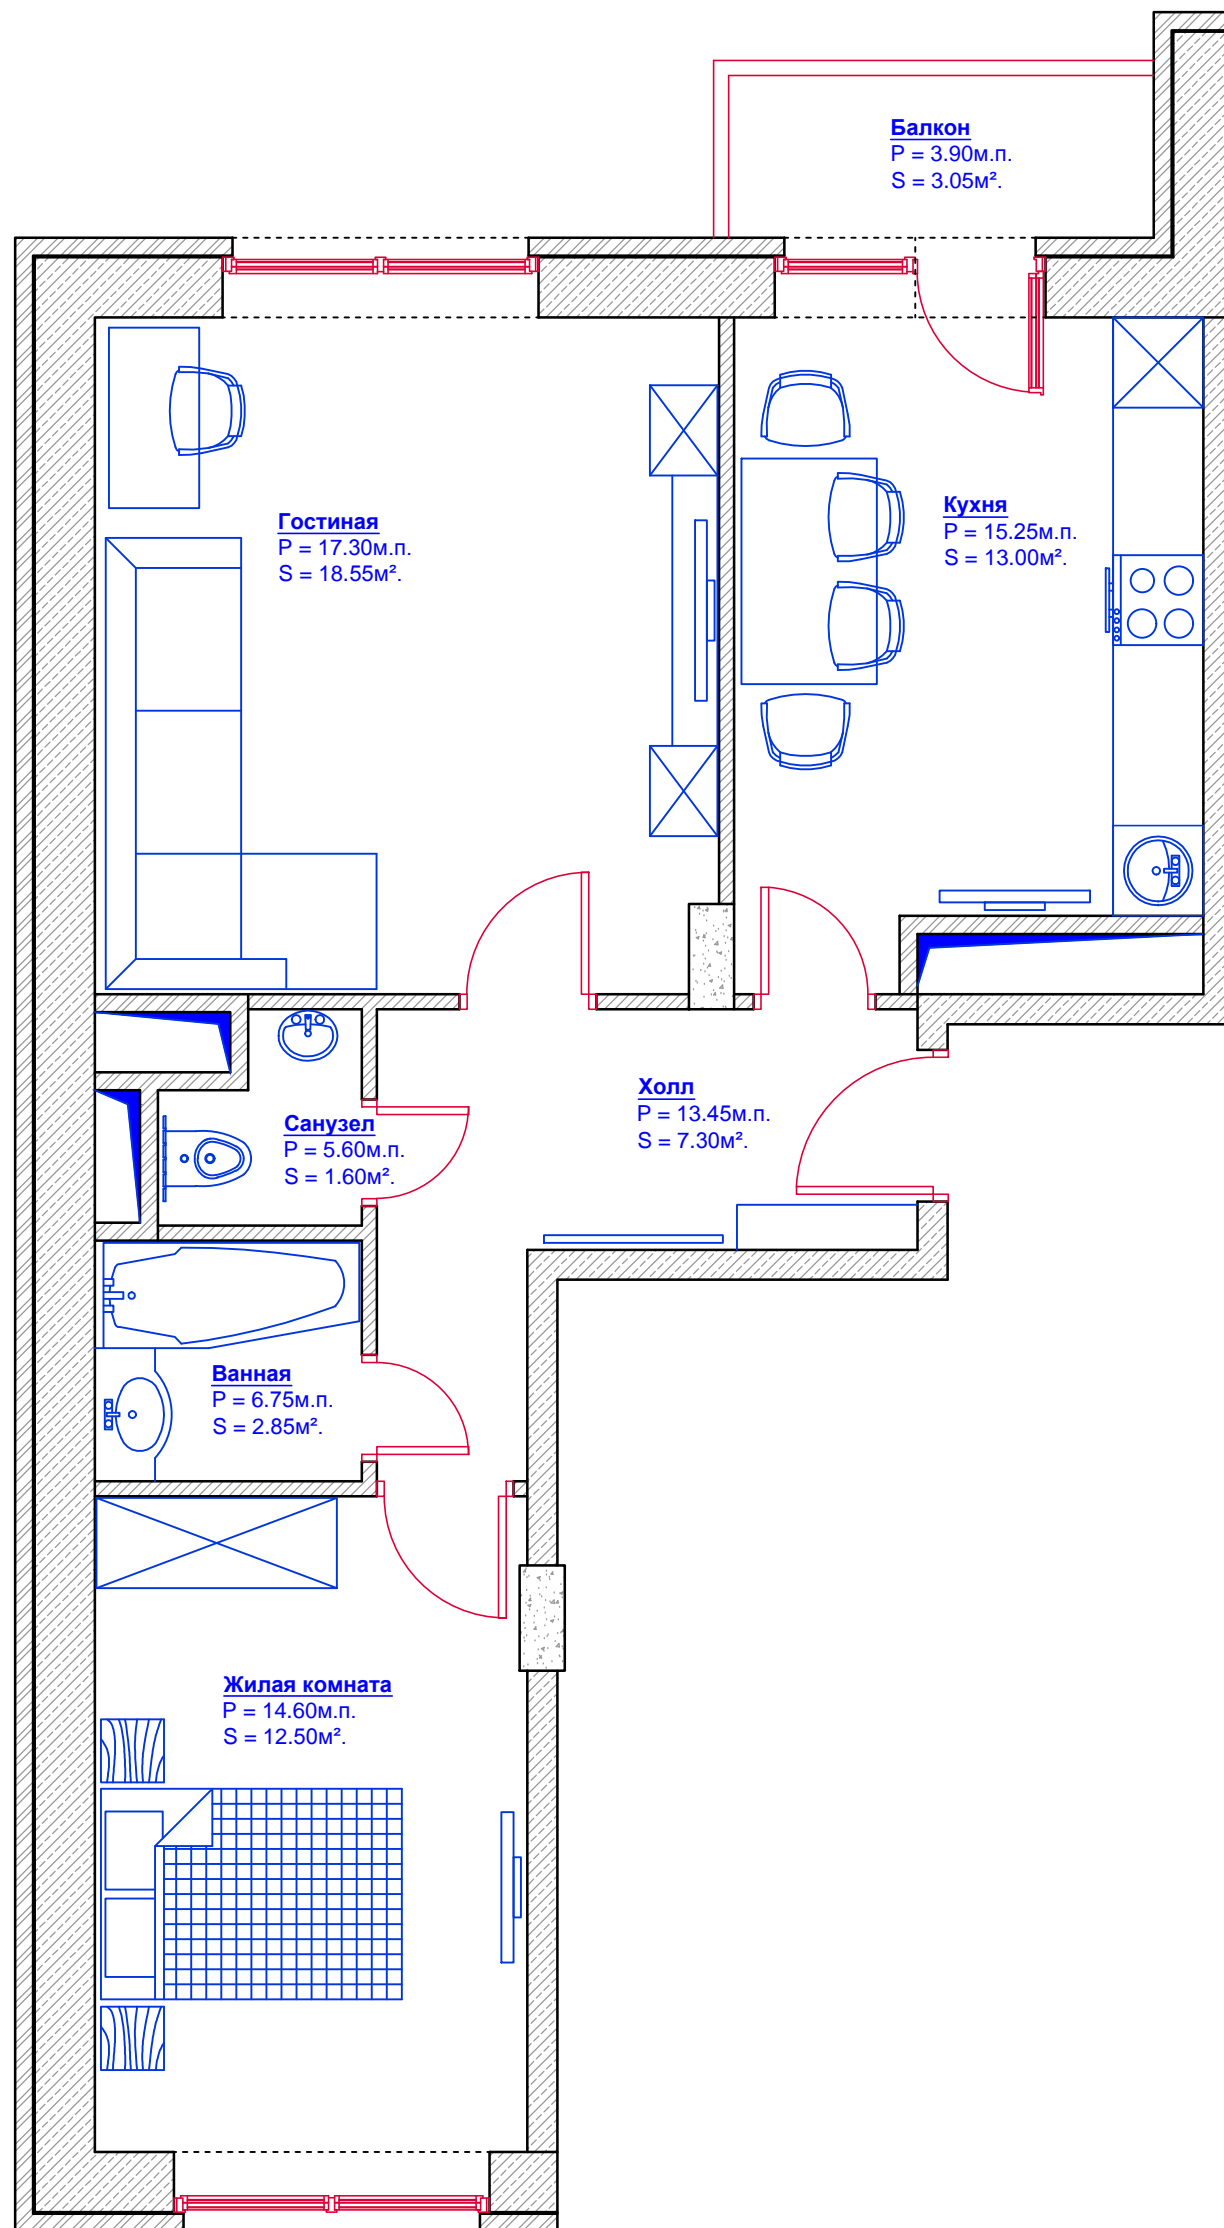 Балкон
P = 3.90м.п.
S = 3.05м².
Гостиная
P = 17.30м.п.
S = 18.55м².
Кухня
P = 15.25м.п.
S = 13.00м².
Холл
P = 13.45м.п.
S = 7.30м².
Санузел
P = 5.60м.п.
S = 1.60м².
Ванная
P = 6.75м.п.
S = 2.85м².
Жилая комната
P = 14.60м.п.
S = 12.50м².